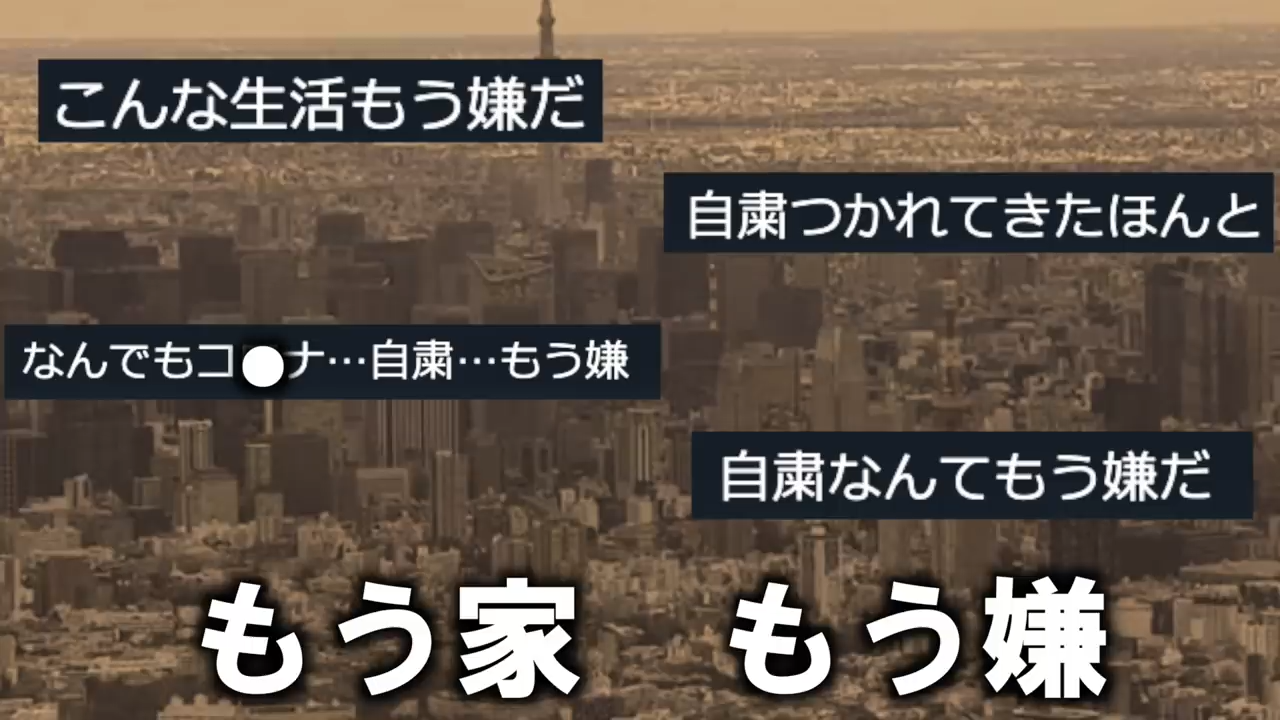 こんな生活もう嫌だ
自粛つかれてきたほんと
なんでもコ●ナ…自粛…もう嫌
自粛なんてもう嫌だ
もう家 もう嫌